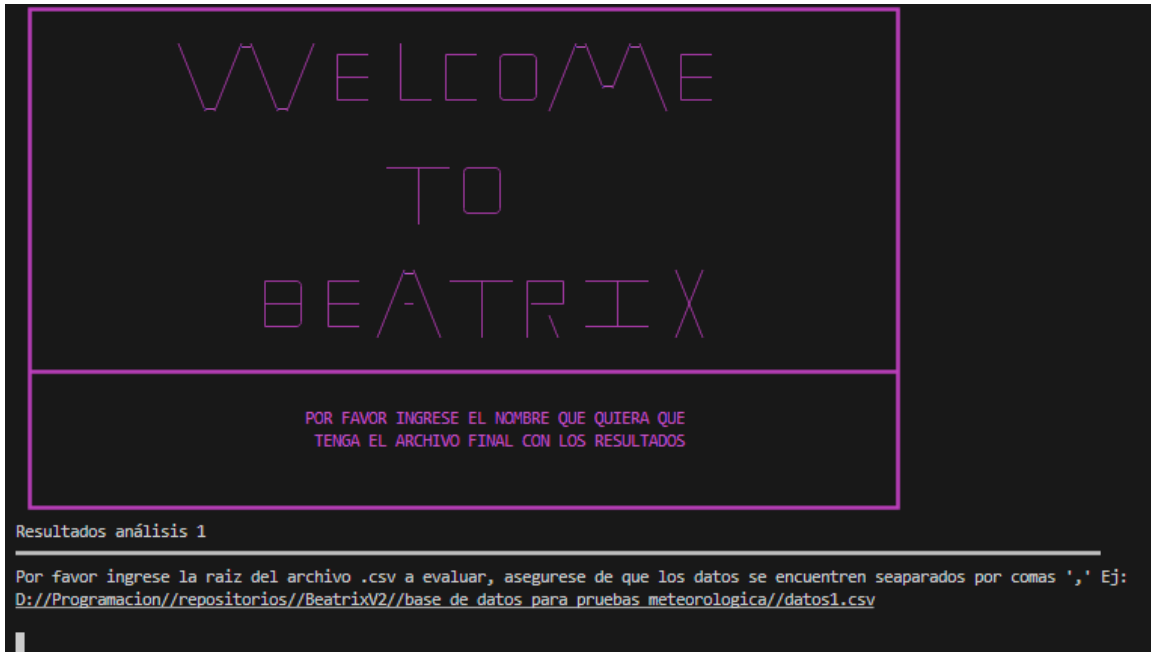 WELCOME
TO
BEATRIX
POR FAVOR INGRESE EL NOMBRE QUE QUIERA QUE
TENGA EL ARCHIVO FINAL CON LOS RESULTADOS
Resultados análisis 1
Por favor ingrese la raiz del archivo .csv a evaluar, asegurese de que los datos se encuentren seaparados por comas ',' Ej:
D://Programacion//repositorios//BeatrixV2//base de datos para pruebas meteorologica//datos1.csv